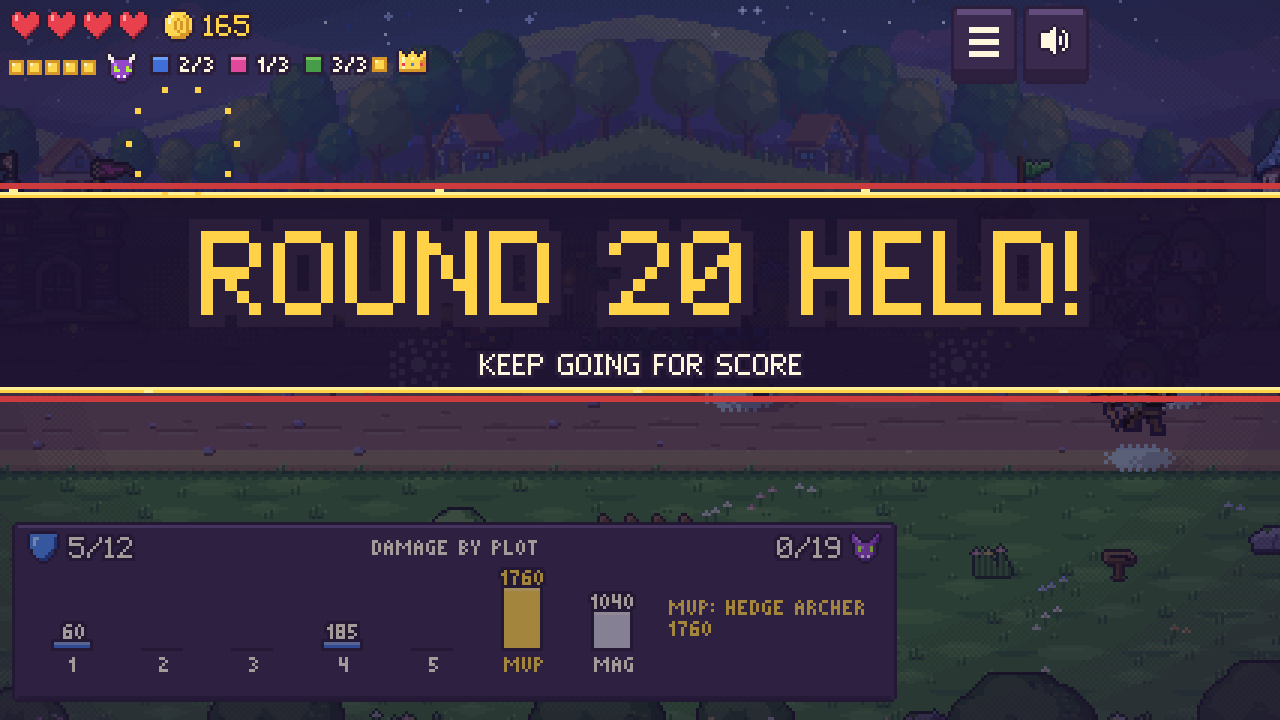 165
2/3 1/3 3/3
ROUND 20 HELD!
KEEP GOING FOR SCORE
5/12 DAMAGE BY PLOT 0/19
60 185 1760 1040
MVP: HEDGE ARCHER
1760
1 2 3 4 5 MVP MAG